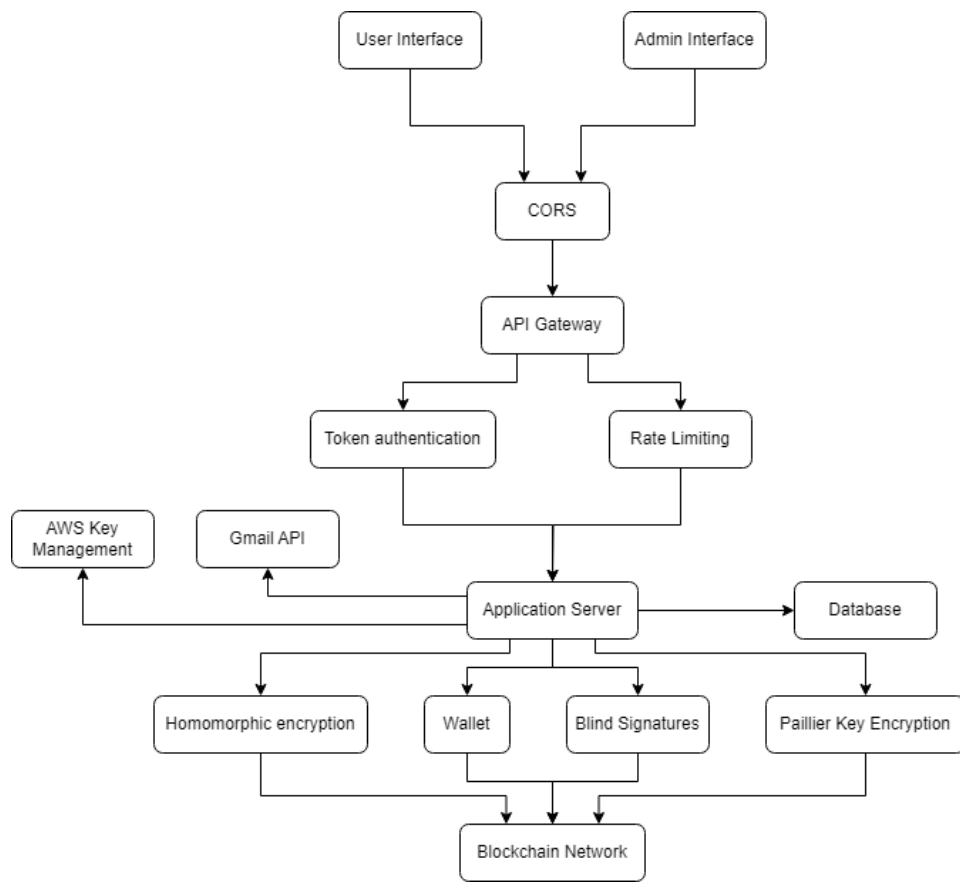 User Interface
Admin Interface
CORS
API Gateway
Token authentication
Rate Limiting
AWS Key
Management
Gmail API
Application Server
Database
Homomorphic encryption
Wallet
Blind Signatures
Paillier Key Encryption
Blockchain Network